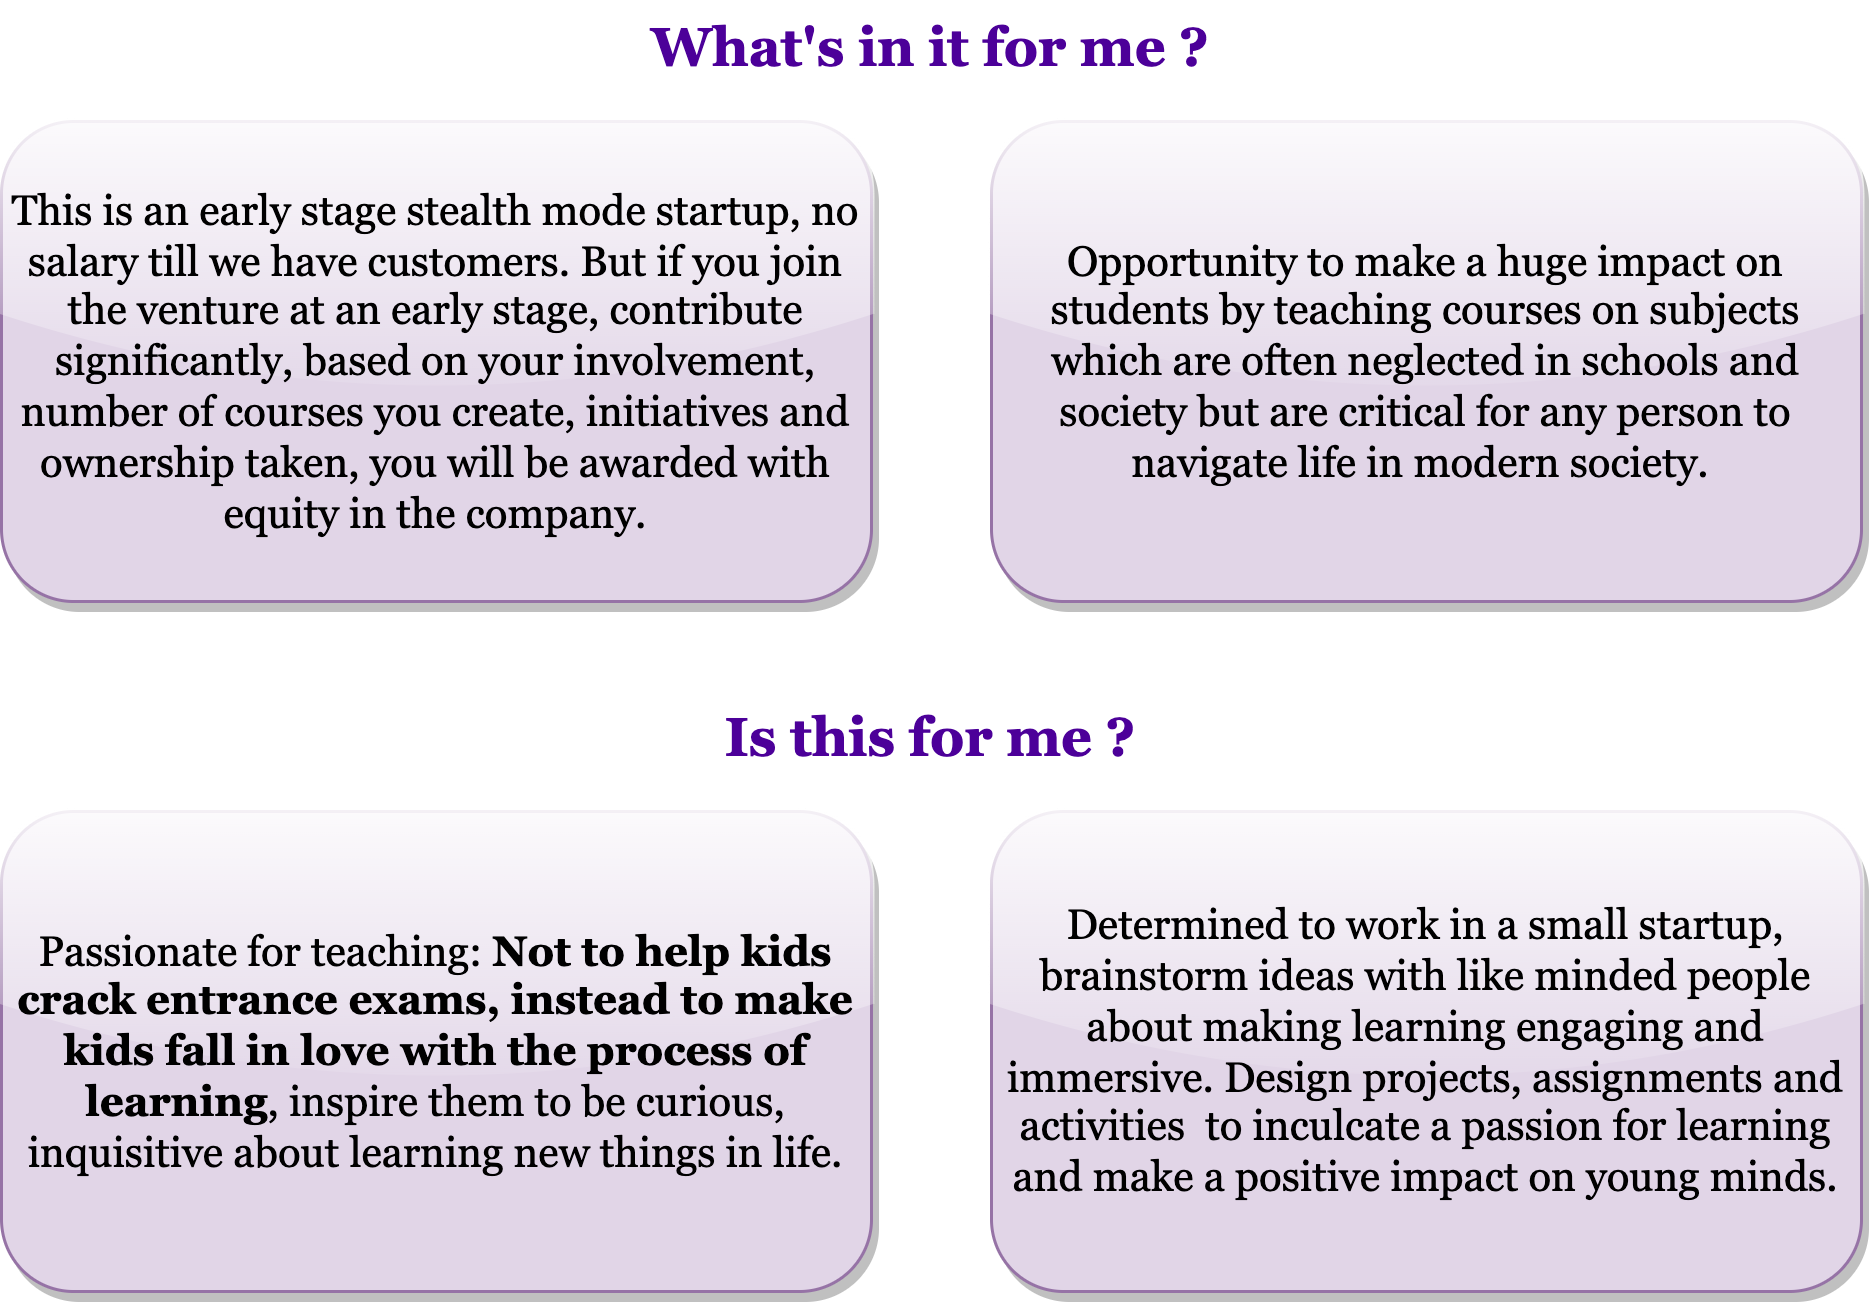 What's in it for me ?
This is an early stage stealth mode startup, no
salary till we have customers. But if you join
the venture at an early stage, contribute
significantly, based on your involvement,
number of courses you create, initiatives and
ownership taken, you will be awarded with
equity in the company.
Opportunity to make a huge impact on
students by teaching courses on subjects
which are often neglected in schools and
society but are critical for any person to
navigate life in modern society.
Is this for me ?
Passionate for teaching: Not to help kids
crack entrance exams, instead to make
kids fall in love with the process of
learning, inspire them to be curious,
inquisitive about learning new things in life.
Determined to work in a small startup,
brainstorm ideas with like minded people
about making learning engaging and
immersive. Design projects, assignments and
activities  to inculcate a passion for learning
and make a positive impact on young minds.